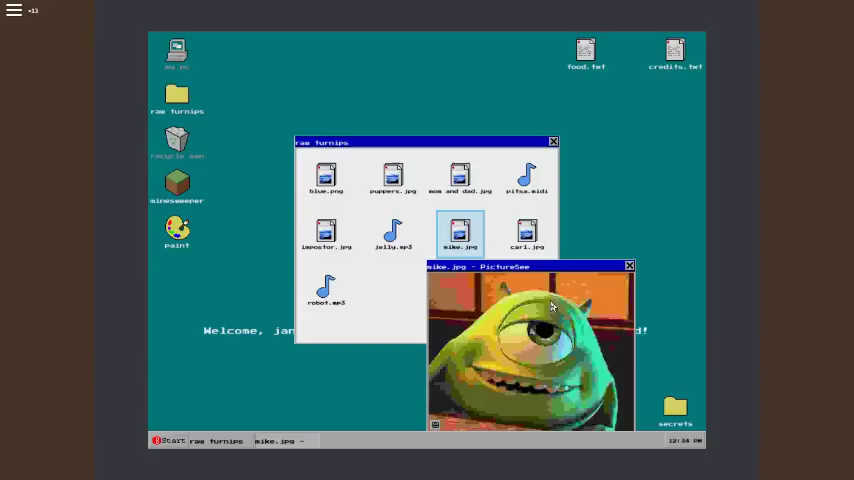 <13
my pc
food.txt
credits.txt
raw turnips
raw turnips
recycle man
blue.png
puppers.jpg
mom and dad.jpg
pitsa.midi
minesweeper
paint
impostor.jpg
jelly.mp3
mike.jpg
carl.jpg
mike.jpg - PictureSee
robot.mp3
Welcome, jan
!
secrets
Start
raw turnips
mike.jpg -
12:34 PM